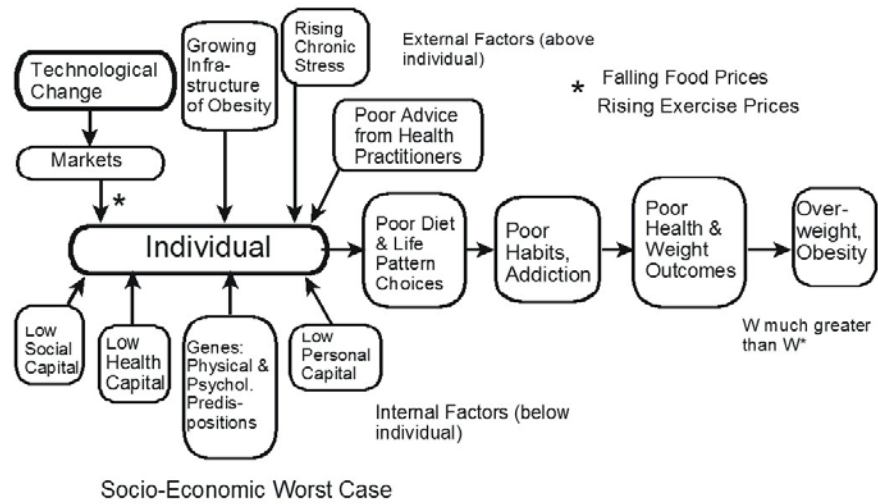 Technological
Change
Markets
*
Growing
Infra-
structure
of Obesity
Rising
Chronic
Stress
External Factors (above
individual)
Poor Advice
from Health
Practitioners
* Falling Food Prices
Rising Exercise Prices
Individual
Poor Diet
& Life
Pattern
Choices
Poor
Habits,
Addiction
Poor
Health &
Weight
Outcomes
Over-
weight,
Obesity
W much greater
than W*
Low
Social
Capital
Low
Health
Capital
Genes:
Physical &
Psychol.
Predis-
positions
Low
Personal
Capital
Internal Factors (below
individual)
Socio-Economic Worst Case